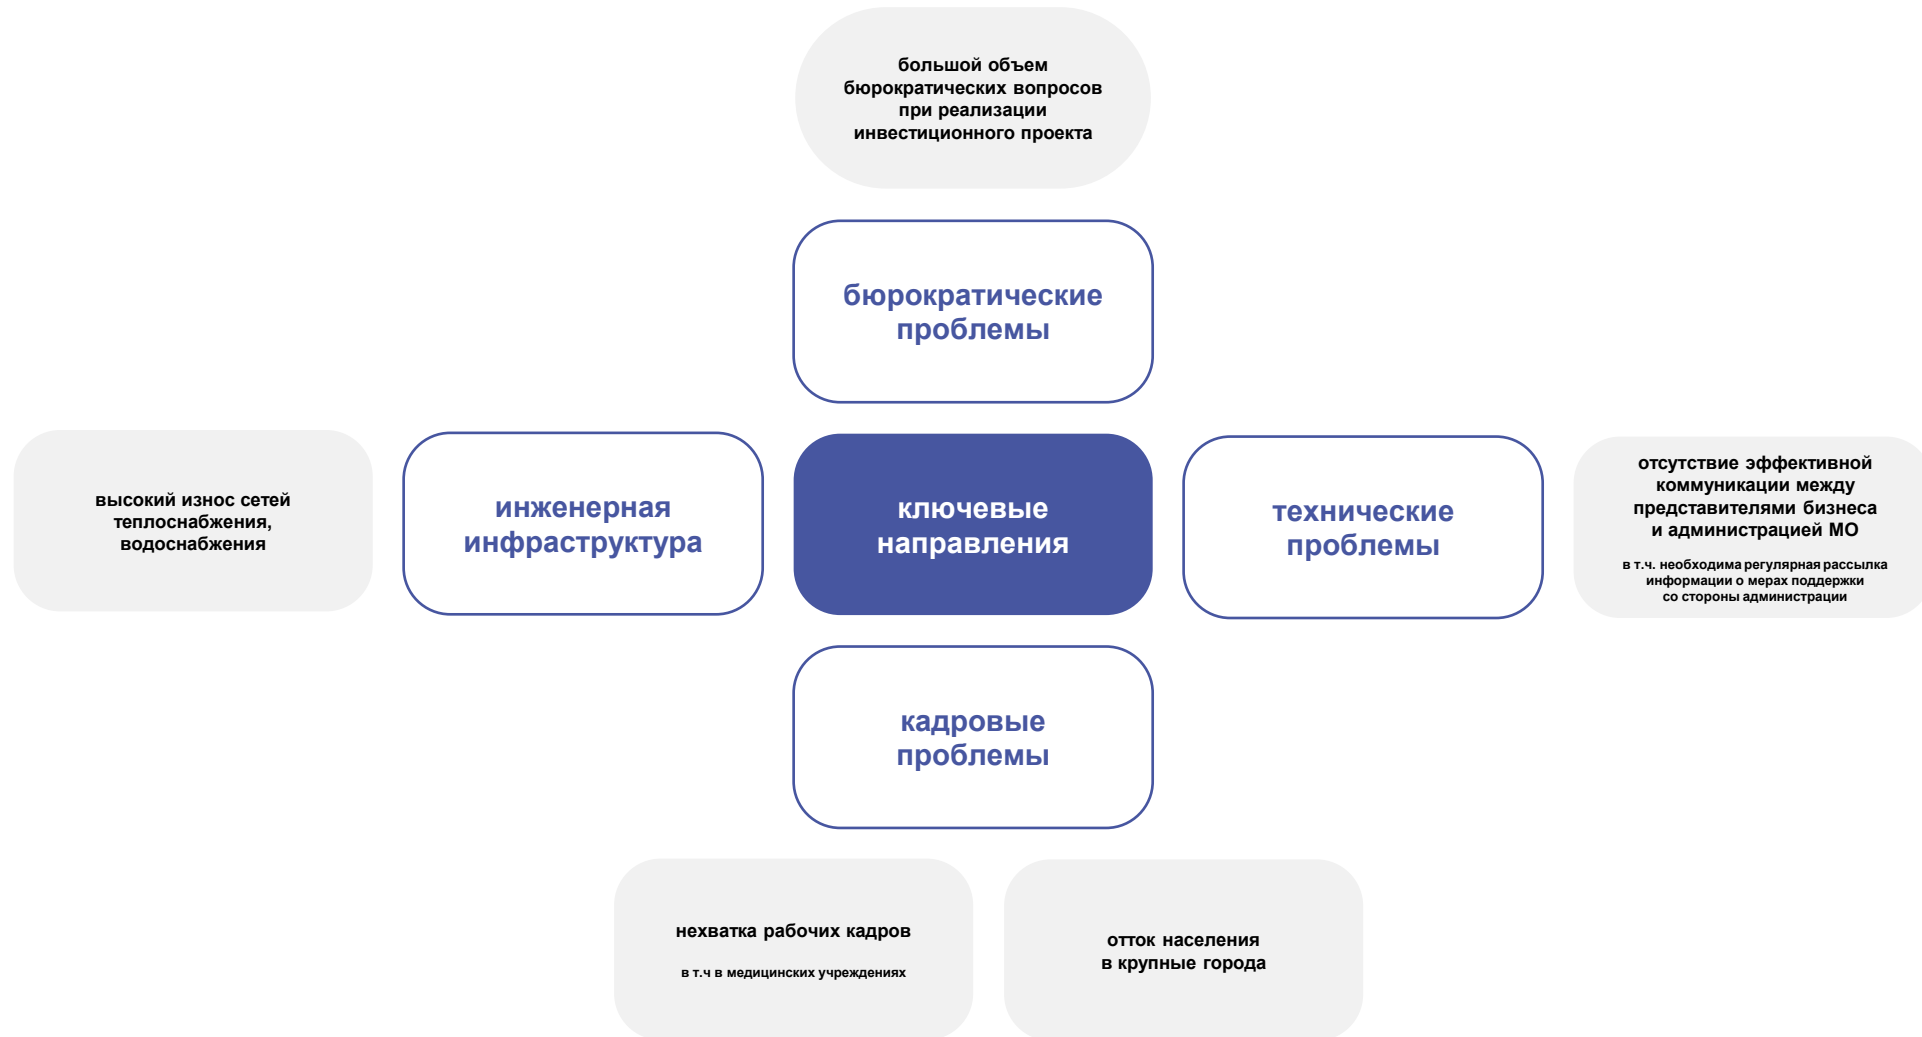 большой объем
бюрократических вопросов
при реализации
инвестиционного проекта
бюрократические
проблемы
высокий износ сетей
теплоснабжения,
водоснабжения
инженерная
инфраструктура
ключевые
направления
технические
проблемы
отсутствие эффективной
коммуникации между
представителями бизнеса
и администрацией МО
в т.ч. необходима регулярная рассылка
информации о мерах поддержки
со стороны администрации
кадровые
проблемы
нехватка рабочих кадров
в т.ч в медицинских учреждениях
отток населения
в крупные города